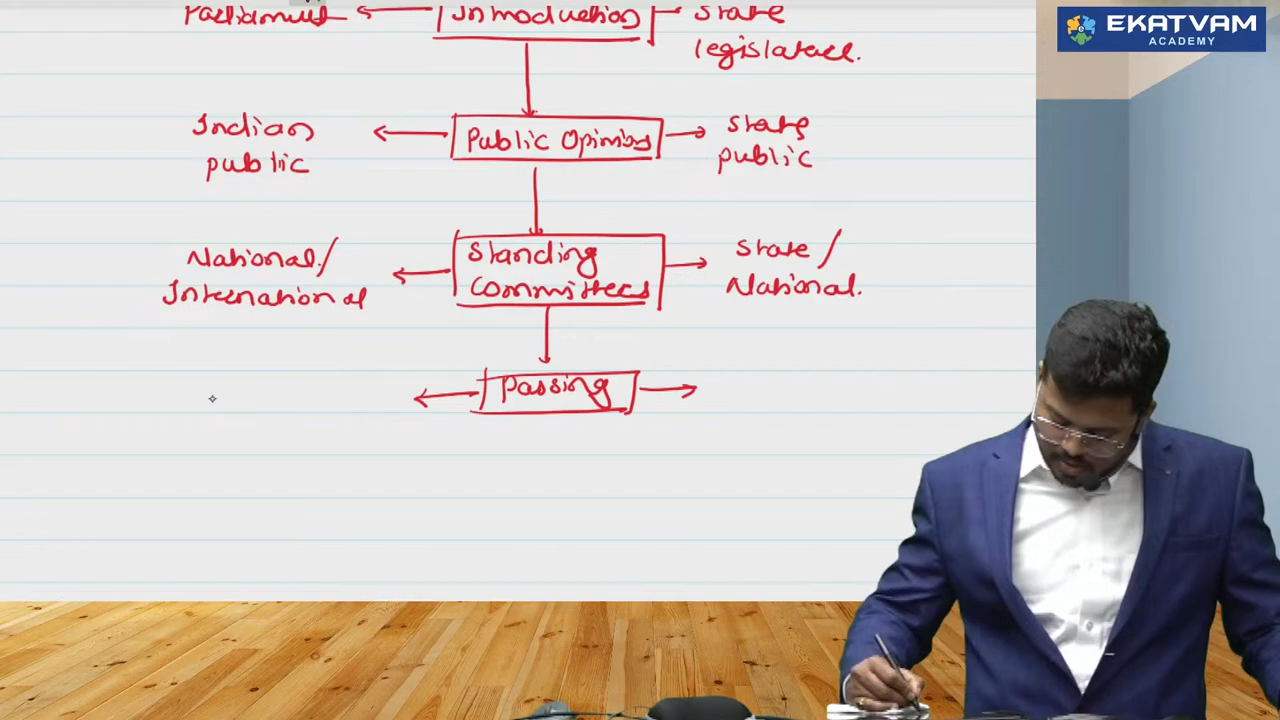 Parliament Introduction State
legislature.
Indian Public Opinion State
public public
National/ Standing State/
International Committees National.
Passing
EKATVAM
ACADEMY